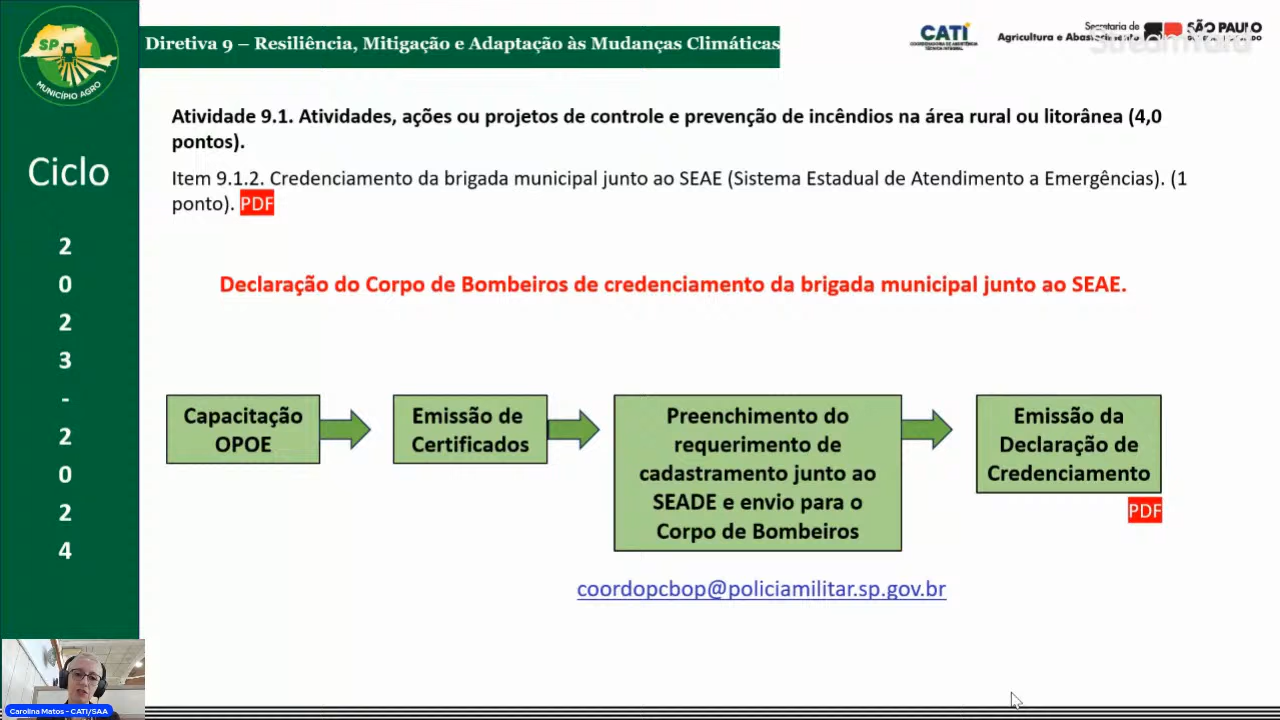 SP
MUNICÍPIO AGRO
Diretiva 9 – Resiliência, Mitigação e Adaptação às Mudanças Climáticas
CATI
COORDENADORIA DE ASSISTÊNCIA
TÉCNICA INTEGRAL
Secretaria de
Agricultura e Abastecimento
SÃO PAULO
Ciclo
2
0
2
3
-
2
0
2
4
Atividade 9.1. Atividades, ações ou projetos de controle e prevenção de incêndios na área rural ou litorânea (4,0
pontos).
Item 9.1.2. Credenciamento da brigada municipal junto ao SEAE (Sistema Estadual de Atendimento a Emergências). (1
ponto). PDF
Declaração do Corpo de Bombeiros de credenciamento da brigada municipal junto ao SEAE.
Capacitação
OPOE
Emissão de
Certificados
Preenchimento do
requerimento de
cadastramento junto ao
SEADE e envio para o
Corpo de Bombeiros
Emissão da
Declaração de
Credenciamento
PDF
coordopcbop@policiamilitar.sp.gov.br
Carolina Matos - CATI/SAA